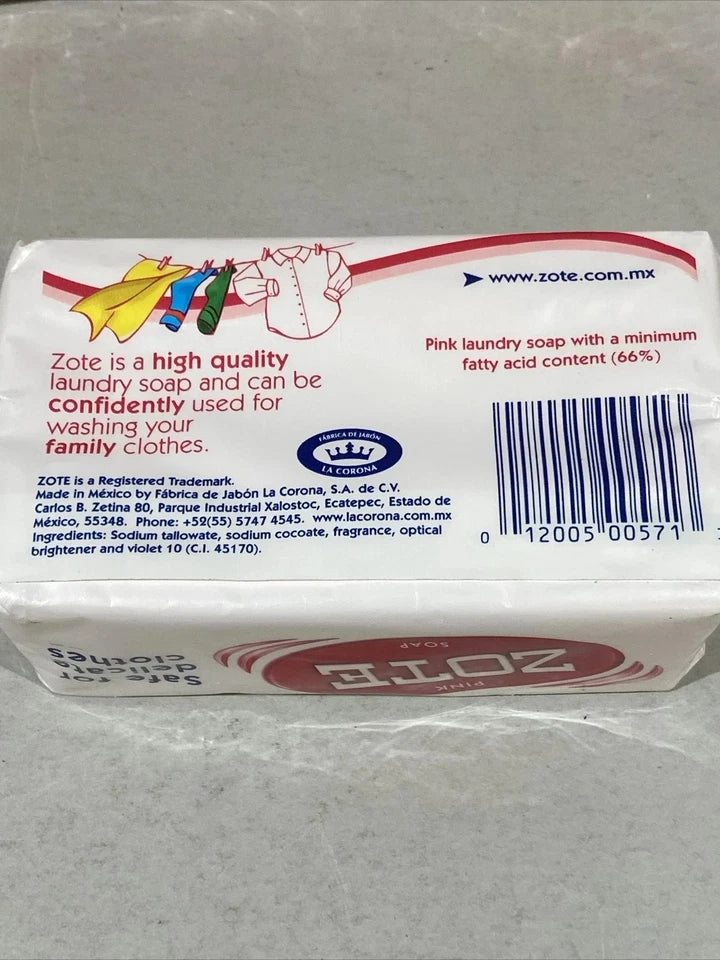 www.zote.com.mx
Pink laundry soap with a minimum
fatty acid content (66%)
Zote is a high quality
laundry soap and can be
confidently used for
washing your
family clothes.
FÁBRICA DE JABÓN
LA CORONA
ZOTE is a Registered Trademark.
Made in México by Fábrica de Jabón La Corona, S.A. de C.V.
Carlos B. Zetina 80, Parque Industrial Xalostoc, Ecatepec, Estado de
México, 55348. Phone: +52(55) 5747 4545. www.lacorona.com.mx
Ingredients: Sodium tallowate, sodium cocoate, fragrance, optical
brightener and violet 10 (C.I. 45170).
0 12005 00571
PINK
ZOTE
SOAP
Safe for
delicate
clothes